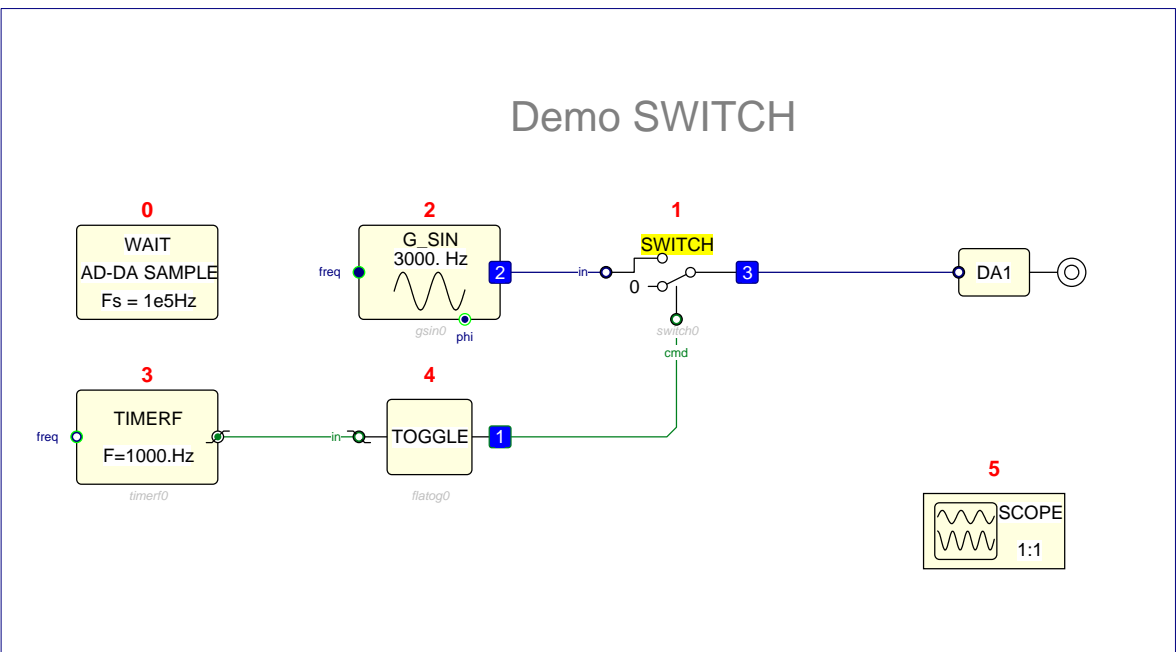 Demo SWITCH
0
WAIT
AD-DA SAMPLE
Fs = 1e5Hz
2
G_SIN
3000. Hz
freq
2
gsin0
phi
1
SWITCH
in
0
3
switch0
cmd
DA1
3
TIMERF
F=1000.Hz
freq
timerf0
4
in
TOGGLE
1
flatog0
5
SCOPE
1:1